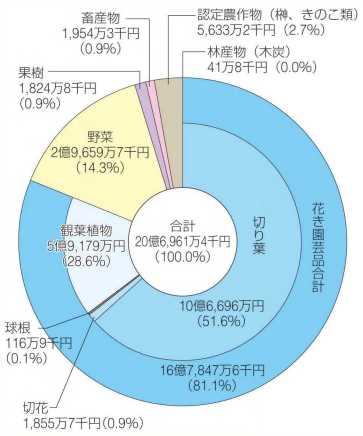 畜産物
1,954万3千円
(0.9%)
認定農作物（榊、きのこ類）
5,633万2千円（2.7%）
林産物（木炭）
41万8千円（0.0%）
果樹
1,824万8千円
(0.9%)
野菜
2億9,659万7千円
(14.3%)
合計
20億6,961万4千円
(100.0%)
観葉植物
5億9,179万円
(28.6%)
切り葉
10億6,696万円
(51.6%)
花き園芸品合計
16億7,847万6千円
(81.1%)
球根
116万9千円
(0.1%)
切花
1,855万7千円(0.9%)